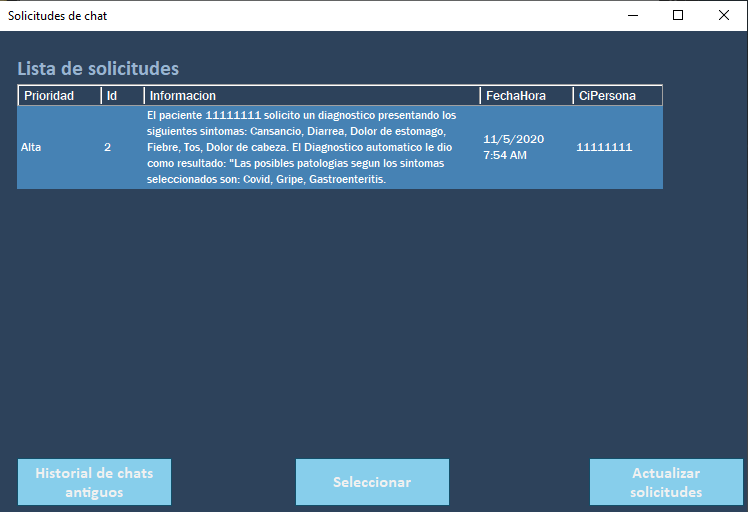 Solicitudes de chat
Lista de solicitudes
Prioridad Id Informacion FechaHora CiPersona
El paciente 11111111 solicito un diagnostico presentando los
siguientes sintomas: Cansancio, Diarrea, Dolor de estomago,
Alta 2 Fiebre, Tos, Dolor de cabeza. El Diagnostico automatico le dio 11/5/2020 7:54 AM 11111111
como resultado: "Las posibles patologias segun los sintomas
seleccionados son: Covid, Gripe, Gastroenteritis.
Historial de chats
antiguos
Seleccionar
Actualizar
solicitudes